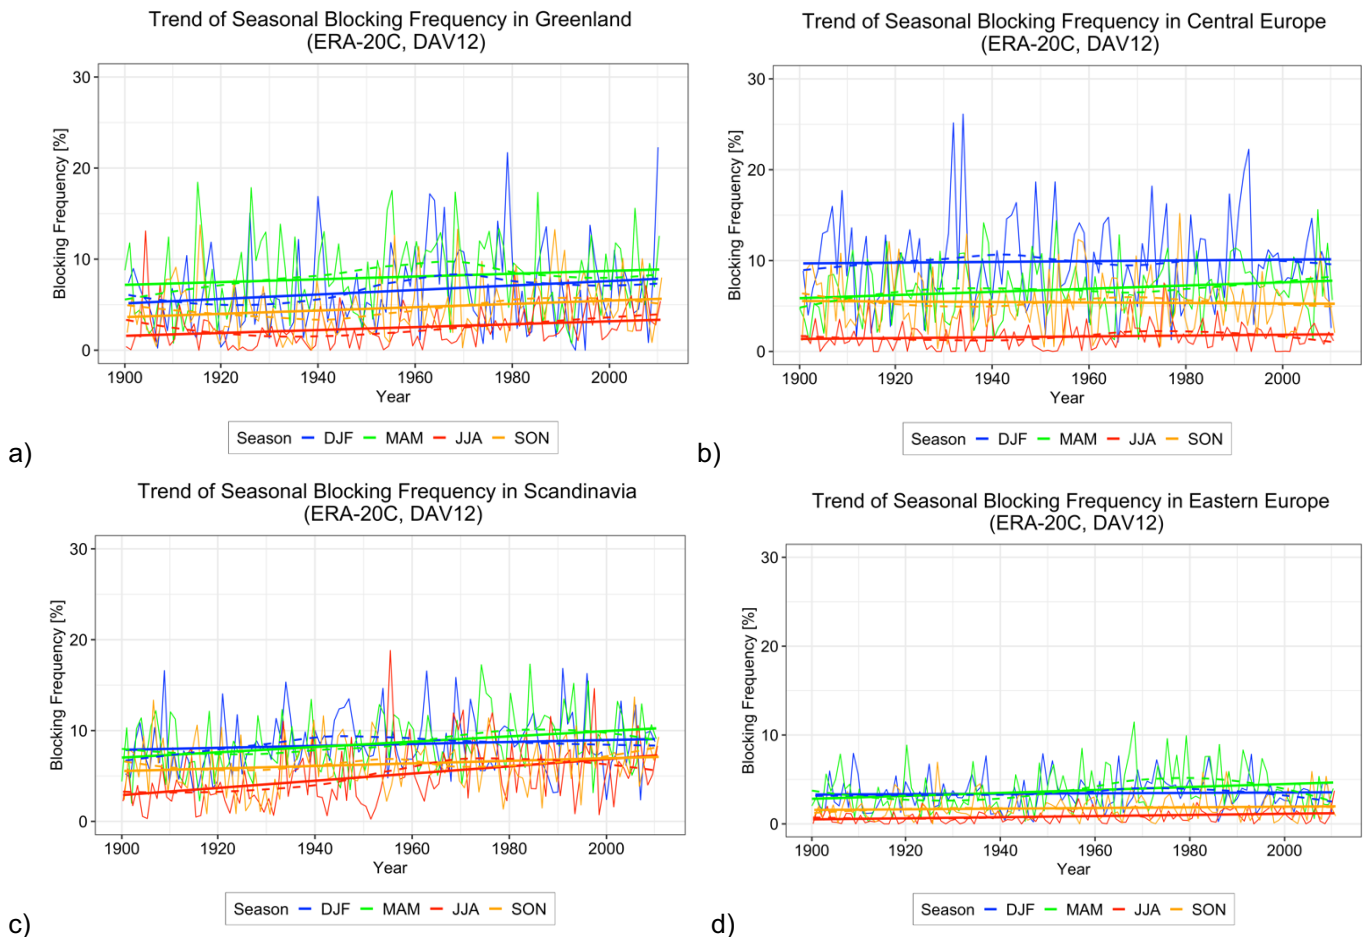 Trend of Seasonal Blocking Frequency in Greenland
(ERA-20C, DAV12)
Blocking Frequency [%]
30
20
10
0
1900 1920 1940 1960 1980 2000
Year
Season DJF MAM JJA SON
a)
Trend of Seasonal Blocking Frequency in Central Europe
(ERA-20C, DAV12)
Blocking Frequency [%]
30
20
10
0
1900 1920 1940 1960 1980 2000
Year
Season DJF MAM JJA SON
b)
Trend of Seasonal Blocking Frequency in Scandinavia
(ERA-20C, DAV12)
Blocking Frequency [%]
30
20
10
0
1900 1920 1940 1960 1980 2000
Year
Season DJF MAM JJA SON
c)
Trend of Seasonal Blocking Frequency in Eastern Europe
(ERA-20C, DAV12)
Blocking Frequency [%]
30
20
10
0
1900 1920 1940 1960 1980 2000
Year
Season DJF MAM JJA SON
d)